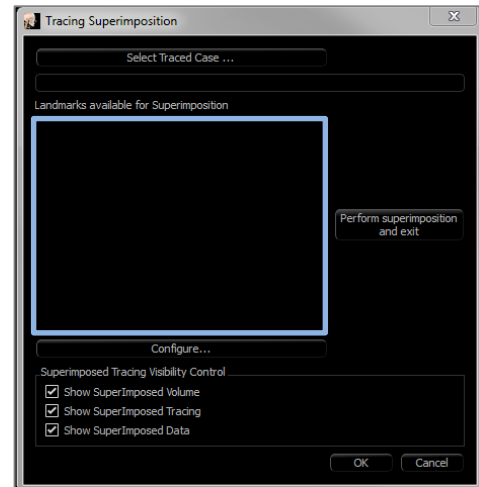 Tracing Superimposition
Select Traced Case ...
Landmarks available for Superimposition
Perform superimposition
and exit
Configure...
Superimposed Tracing Visibility Control
Show SuperImposed Volume
Show SuperImposed Tracing
Show SuperImposed Data
OK
Cancel